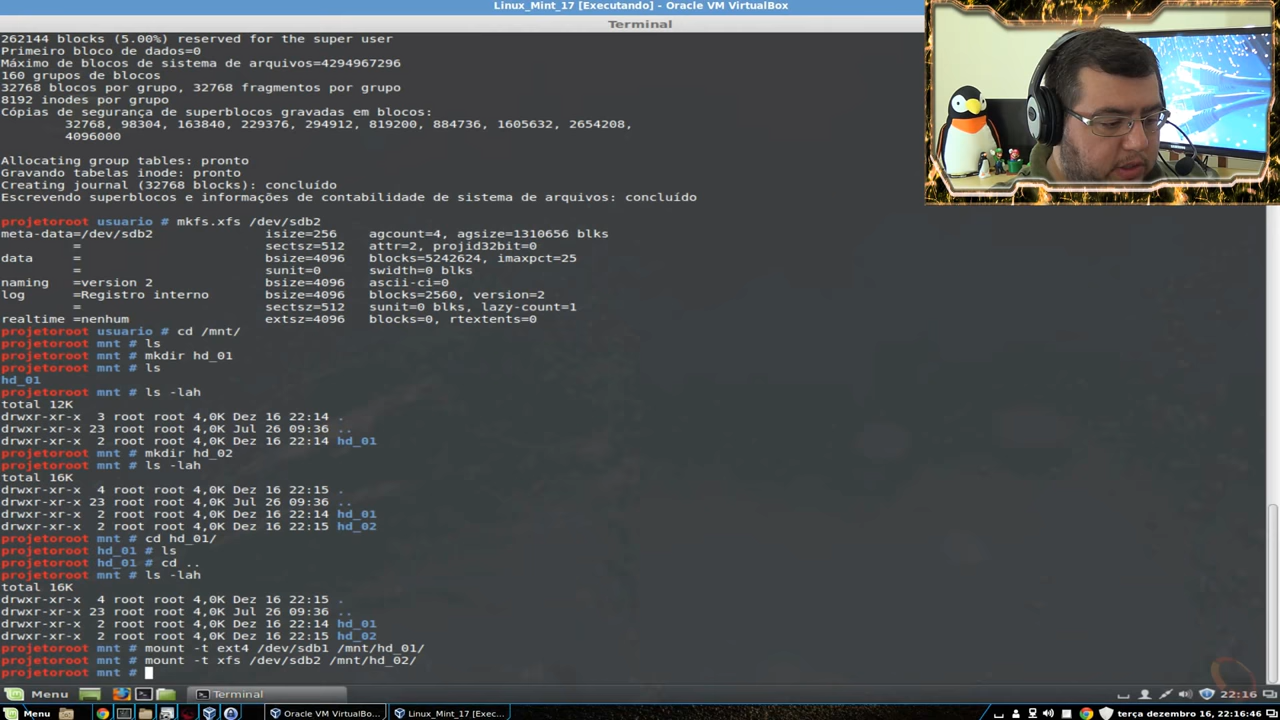 Linux_Mint_17 [Executando] - Oracle VM VirtualBox
Terminal
262144 blocks (5.00%) reserved for the super user
Primeiro bloco de dados=0
Máximo de blocos de sistema de arquivos=4294967296
160 grupos de blocos
32768 blocos por grupo, 32768 fragmentos por grupo
8192 inodes por grupo
Cópias de segurança de superblocos gravadas em blocos:
32768, 98304, 163840, 229376, 294912, 819200, 884736, 1605632, 2654208,
4096000
Allocating group tables: pronto
Gravando tabelas inode: pronto
Creating journal (32768 blocks): concluído
Escrevendo superblocos e informações de contabilidade de sistema de arquivos: concluído
projetoroot usuario # mkfs.xfs /dev/sdb2
meta-data=/dev/sdb2 isize=256 agcount=4, agsize=1310656 blks
= sectsz=512 attr=2, projid32bit=0
data = bsize=4096 blocks=5242624, imaxpct=25
= sunit=0 swidth=0 blks
naming =version 2 bsize=4096 ascii-ci=0
log =Registro interno bsize=4096 blocks=2560, version=2
= sectsz=512 sunit=0 blks, lazy-count=1
realtime =nenhum extsz=4096 blocks=0, rtextents=0
projetoroot usuario # cd /mnt/
projetoroot mnt # ls
projetoroot mnt # mkdir hd_01
projetoroot mnt # ls
hd_01
projetoroot mnt # ls -lah
total 12K
drwxr-xr-x 3 root root 4,0K Dez 16 22:14 .
drwxr-xr-x 23 root root 4,0K Jul 26 09:36 ..
drwxr-xr-x 2 root root 4,0K Dez 16 22:14 hd_01
projetoroot mnt # mkdir hd_02
projetoroot mnt # ls -lah
total 16K
drwxr-xr-x 4 root root 4,0K Dez 16 22:15 .
drwxr-xr-x 23 root root 4,0K Jul 26 09:36 ..
drwxr-xr-x 2 root root 4,0K Dez 16 22:14 hd_01
drwxr-xr-x 2 root root 4,0K Dez 16 22:15 hd_02
projetoroot mnt # cd hd_01/
projetoroot hd_01 # ls
projetoroot hd_01 # cd ..
projetoroot mnt # ls -lah
total 16K
drwxr-xr-x 4 root root 4,0K Dez 16 22:15 .
drwxr-xr-x 23 root root 4,0K Jul 26 09:36 ..
drwxr-xr-x 2 root root 4,0K Dez 16 22:14 hd_01
drwxr-xr-x 2 root root 4,0K Dez 16 22:15 hd_02
projetoroot mnt # mount -t ext4 /dev/sdb1 /mnt/hd_01/
projetoroot mnt # mount -t xfs /dev/sdb2 /mnt/hd_02/
projetoroot mnt #
Menu Terminal 22:16
Menu Oracle VM VirtualBo... Linux_Mint_17 [Exec... terça dezembro 16, 22:16:46